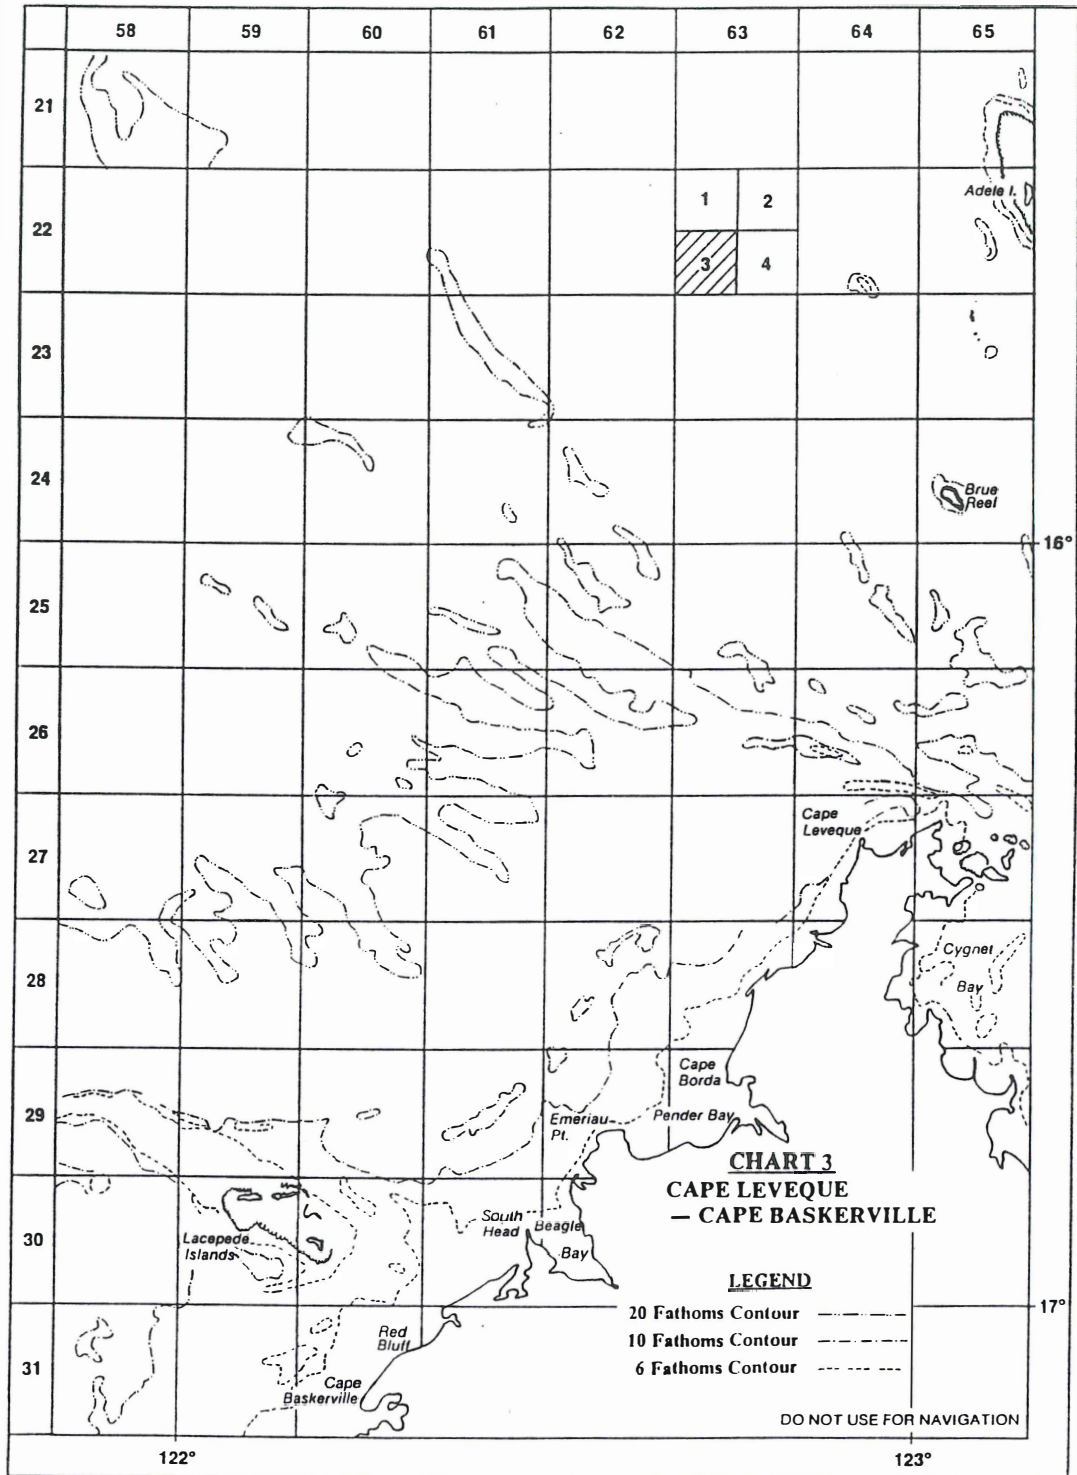 58 59 60 61 62 63 64 65
21
Adele I.
22
1 2
3 4
23
24
Brue
Reef
16°
25
26
Cape
Leveque
27
Cygnet
Bay
28
Cape
Borda
29
Emeriau
Pt.
Pender Bay
CHART 3
CAPE LEVEQUE
— CAPE BASKERVILLE
South
Head
Beagle
Bay
30
Lacepede
Islands
LEGEND
20 Fathoms Contour
10 Fathoms Contour
6 Fathoms Contour
17°
Red
Bluff
31
Cape
Baskerville
DO NOT USE FOR NAVIGATION
122° 123°